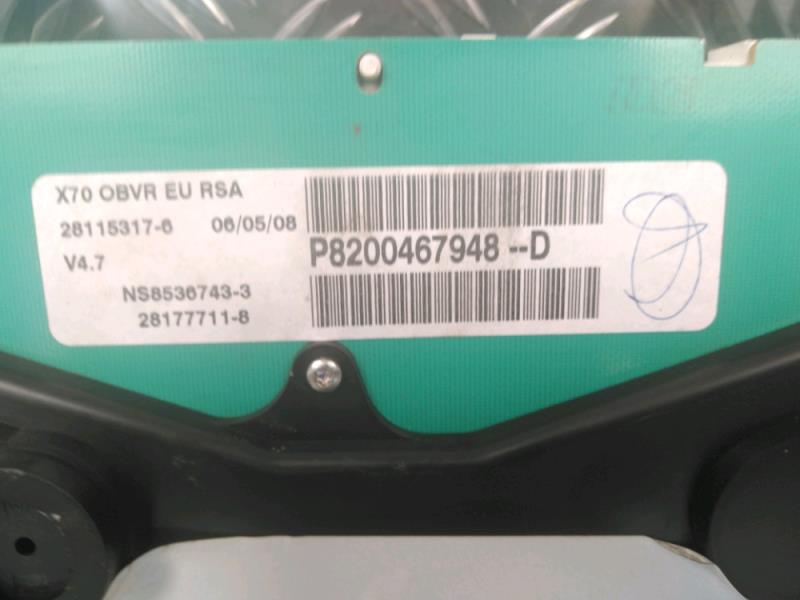 X70 OBVR EU RSA
28115317-6 06/05/08
V4.7
P8200467948--D
NS8536743-3
28177711-8